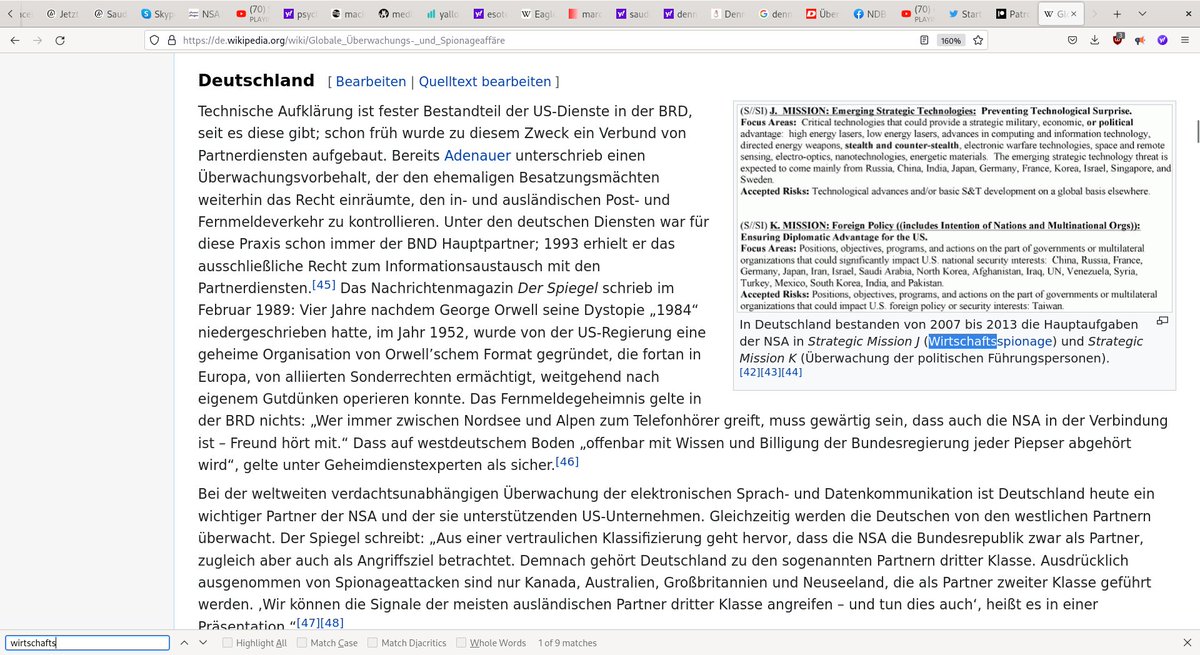 Jetzt
Saud
Skyp
NSA
(70)
PLAYI
psyc
mac
med
yallo
esote
Eagl
marc
saud
denn
Denn
denn
Über
NDB
(70)
PLAYI
Start
Patre
https://de.wikipedia.org/wiki/Globale_Überwachungs-_und_Spionageaffäre
160%
Deutschland [ Bearbeiten | Quelltext bearbeiten ]
Technische Aufklärung ist fester Bestandteil der US-Dienste in der BRD,
seit es diese gibt; schon früh wurde zu diesem Zweck ein Verbund von
Partnerdiensten aufgebaut. Bereits Adenauer unterschrieb einen
Überwachungsvorbehalt, der den ehemaligen Besatzungsmächten
weiterhin das Recht einräumte, den in- und ausländischen Post- und
Fernmeldeverkehr zu kontrollieren. Unter den deutschen Diensten war für
diese Praxis schon immer der BND Hauptpartner; 1993 erhielt er das
ausschließliche Recht zum Informationsaustausch mit den
Partnerdiensten.[45] Das Nachrichtenmagazin Der Spiegel schrieb im
Februar 1989: Vier Jahre nachdem George Orwell seine Dystopie „1984“
niedergeschrieben hatte, im Jahr 1952, wurde von der US-Regierung eine
geheime Organisation von Orwell’schem Format gegründet, die fortan in
Europa, von alliierten Sonderrechten ermächtigt, weitgehend nach
eigenem Gutdünken operieren konnte. Das Fernmeldegeheimnis gelte in
der BRD nichts: „Wer immer zwischen Nordsee und Alpen zum Telefonhörer greift, muss gewärtig sein, dass auch die NSA in der Verbindung
ist – Freund hört mit.“ Dass auf westdeutschem Boden „offenbar mit Wissen und Billigung der Bundesregierung jeder Piepser abgehört
wird“, gelte unter Geheimdienstexperten als sicher.[46]
(S//SI) J. MISSION: Emerging Strategic Technologies: Preventing Technological Surprise.
Focus Areas: Critical technologies that could provide a strategic military, economic, or political
advantage: high energy lasers, low energy lasers, advances in computing and information technology,
directed energy weapons, stealth and counter-stealth, electronic warfare technologies, space and remote
sensing, electro-optics, nanotechnologies, energetic materials. The emerging strategic technology threat is
expected to come mainly from Russia, China, India, Japan, Germany, France, Korea, Israel, Singapore, and
Sweden.
Accepted Risks: Technological advances and/or basic S&T development on a global basis elsewhere.
(S//SI) K. MISSION: Foreign Policy ((includes Intention of Nations and Multinational Orgs)):
Ensuring Diplomatic Advantage for the US.
Focus Areas: Positions, objectives, programs, and actions on the part of governments or multilateral
organizations that could significantly impact U.S. national security interests: China, Russia, France,
Germany, Japan, Iran, Israel, Saudi Arabia, North Korea, Afghanistan, Iraq, UN, Venezuela, Syria,
Turkey, Mexico, South Korea, India, and Pakistan.
Accepted Risks: Positions, objectives, programs, and actions on the part of governments or multilateral
organizations that could impact U.S. foreign policy or security interests: Taiwan.
In Deutschland bestanden von 2007 bis 2013 die Hauptaufgaben
der NSA in Strategic Mission J (Wirtschaftsspionage) und Strategic
Mission K (Überwachung der politischen Führungspersonen).
[42][43][44]
Bei der weltweiten verdachtsunabhängigen Überwachung der elektronischen Sprach- und Datenkommunikation ist Deutschland heute ein
wichtiger Partner der NSA und der sie unterstützenden US-Unternehmen. Gleichzeitig werden die Deutschen von den westlichen Partnern
überwacht. Der Spiegel schreibt: „Aus einer vertraulichen Klassifizierung geht hervor, dass die NSA die Bundesrepublik zwar als Partner,
zugleich aber auch als Angriffsziel betrachtet. Demnach gehört Deutschland zu den sogenannten Partnern dritter Klasse. Ausdrücklich
ausgenommen von Spionageattacken sind nur Kanada, Australien, Großbritannien und Neuseeland, die als Partner zweiter Klasse geführt
werden. ‚Wir können die Signale der meisten ausländischen Partner dritter Klasse angreifen – und tun dies auch‘, heißt es in einer
Präsentation.“[47][48]
wirtschafts
Highlight All
Match Case
Match Diacritics
Whole Words
1 of 9 matches